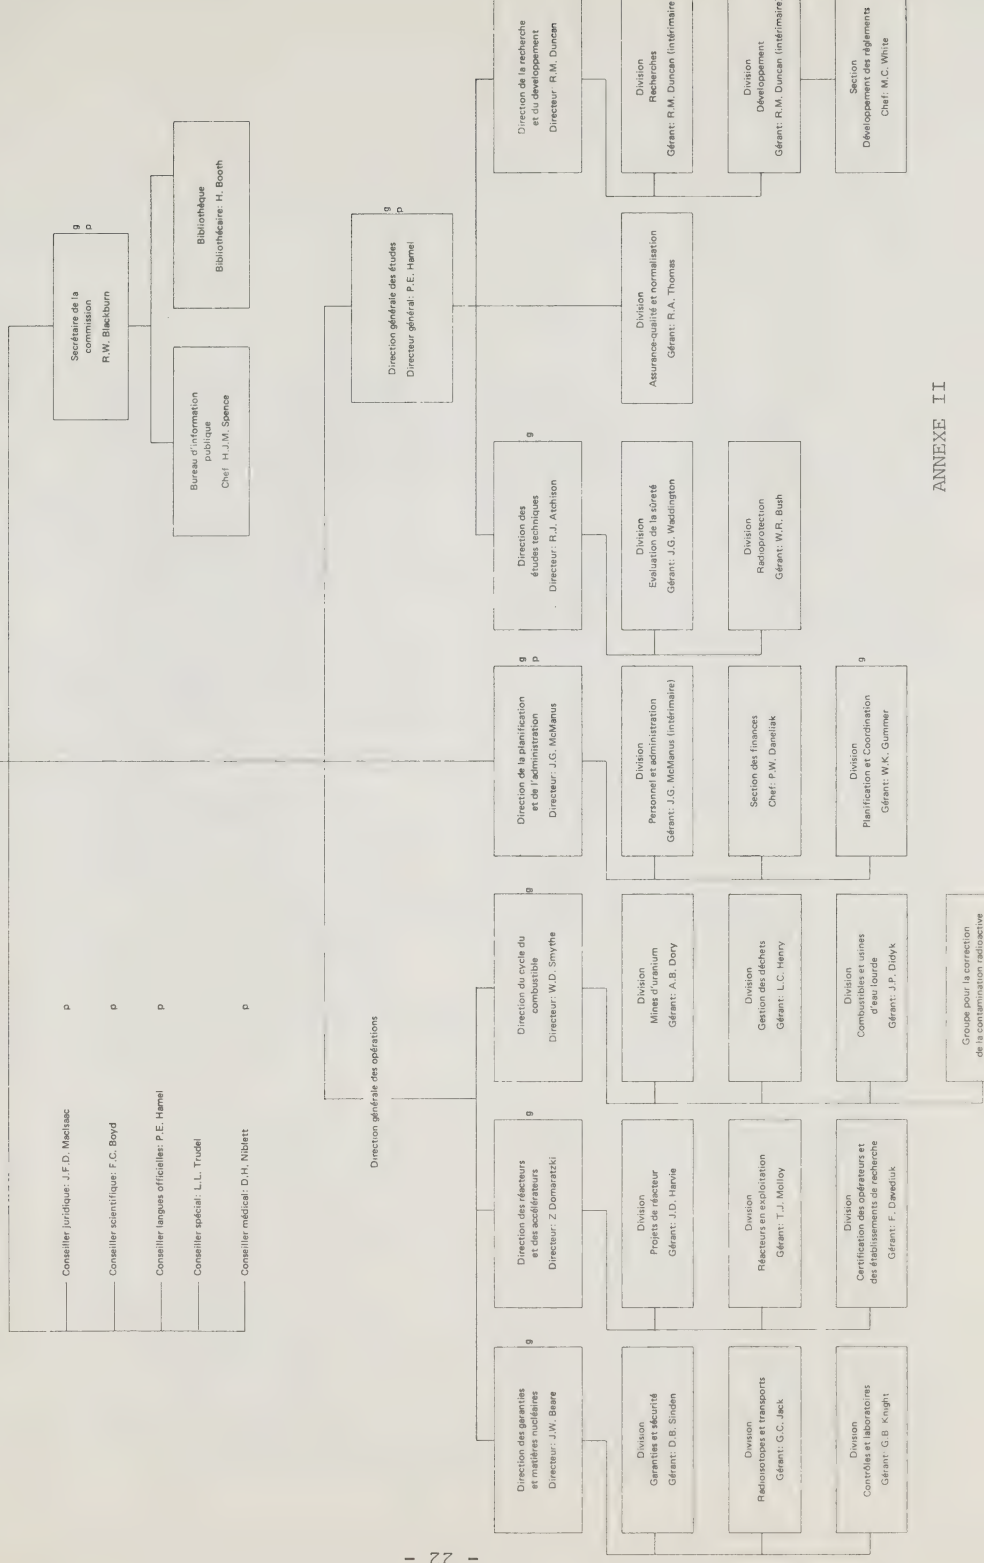 Secrétaire de la
commission
R.W. Blackburn
g
p
Bureau d'information
publique
Chef H.J.M. Spence
Bibliothèque
Bibliothécaire: H. Booth
Conseiller juridique: J.F.D. MacIsaac
p
Conseiller scientifique: F.C. Boyd
p
Conseiller langues officielles: P.E. Hamel
p
Conseiller spécial: L.L. Trudel
Conseiller médical: D.H. Niblett
p
Direction générale des opérations
Direction générale des études
Directeur général: P.E. Hamel
g
p
Direction des garanties
et matières nucléaires
Directeur: J.W. Beare
g
Division
Garanties et sécurité
Gérant: D.B. Sinden
Division
Radioisotopes et transports
Gérant: G.C. Jack
Division
Contrôles et laboratoires
Gérant: G.B. Knight
Direction des réacteurs
et des accélérateurs
Directeur: Z Domaratzki
g
Division
Projets de réacteur
Gérant: J.D. Harvie
Division
Réacteurs en exploitation
Gérant: T.J. Molloy
Division
Certification des opérateurs et
des établissements de recherche
Gérant: F. Davediuk
Direction du cycle du
combustible
Directeur: W.D. Smythe
g
Division
Mines d'uranium
Gérant: A.B. Dory
Division
Gestion des déchets
Gérant: L.C. Henry
Division
Combustibles et usines
d'eau lourde
Gérant: J.P. Didyk
Groupe pour la correction
de la contamination radioactive
Direction de la planification
et de l'administration
Directeur: J.G. McManus
g
p
Division
Personnel et administration
Gérant: J.G. McManus (intérimaire)
Section des finances
Chef: P.W. Daneliak
Division
Planification et Coordination
Gérant: W.K. Gummer
g
Direction des
études techniques
Directeur: R.J. Atchison
g
Division
Evaluation de la sûreté
Gérant: J.G. Waddington
Division
Radioprotection
Gérant: W.R. Bush
Division
Assurance-qualité et normalisation
Gérant: R.A. Thomas
Direction de la recherche
et du developpement
Directeur: R.M. Duncan
Division
Recherches
Gérant: R.M. Duncan (intérimaire
Division
Développement
Gérant: R.M. Duncan (intérimaire
Section
Développement des règlements
Chef: M.C. White
ANNEXE II
- 77 -